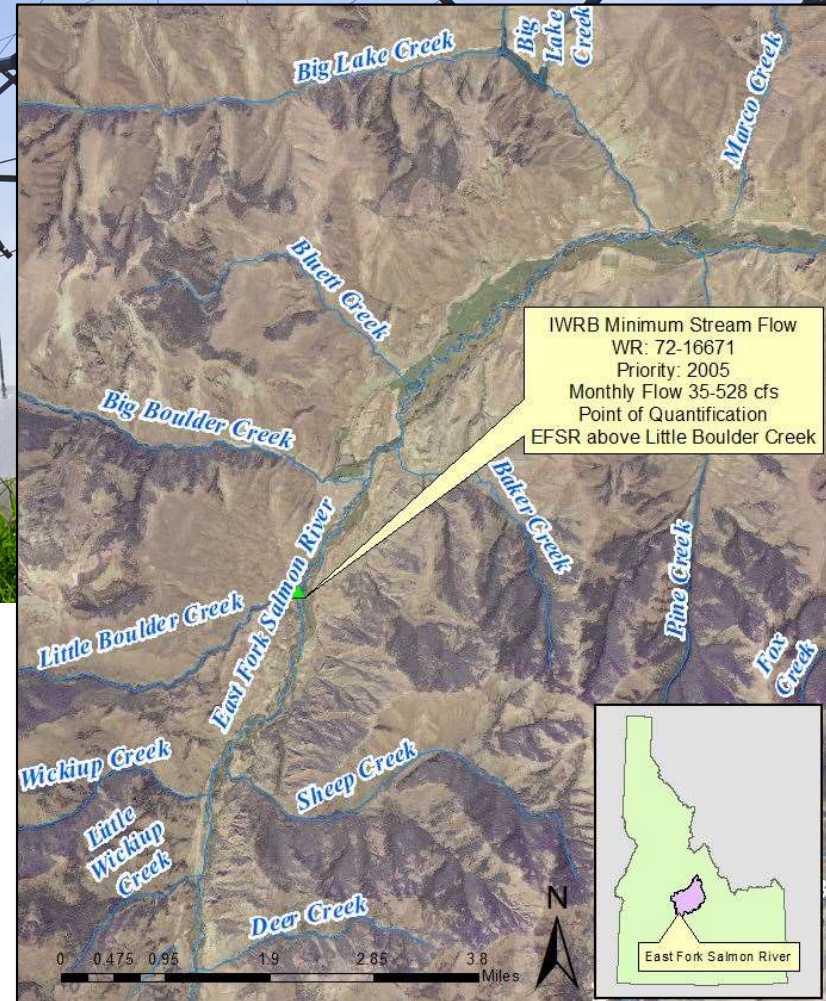 Big Lake Creek
Big
Lake
Creek
Marco Creek
Bluett Creek
IWRB Minimum Stream Flow
WR: 72-16671
Priority: 2005
Monthly Flow 35-528 cfs
Point of Quantification
EFSR above Little Boulder Creek
Big Boulder Creek
Baker Creek
East Fork Salmon River
Pine Creek
Little Boulder Creek
Fox
Creek
Wickiup Creek
Sheep Creek
Little
Wickiup
Creek
Deer Creek
N
0 0.475 0.95 1.9 2.85 3.8
Miles
East Fork Salmon River